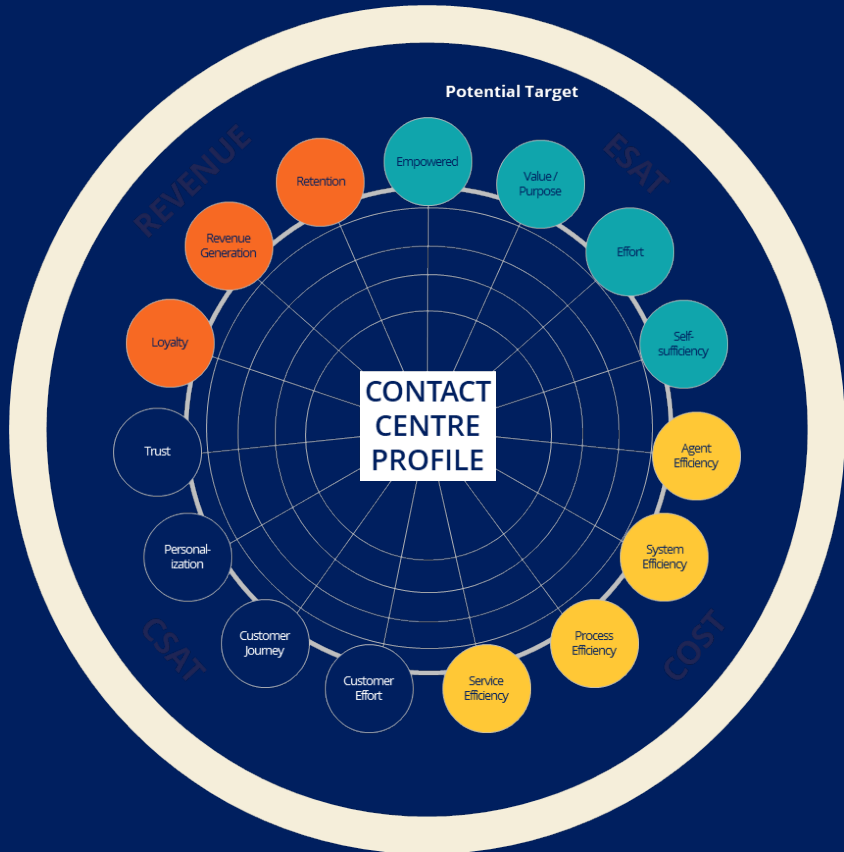 Potential Target
REVENUE
ESAT
Empowered
Value /
Purpose
Effort
Self-
sufficiency
Agent
Efficiency
System
Efficiency
Process
Efficiency
Service
Efficiency
Customer
Effort
Customer
Journey
Personal-
ization
Trust
Loyalty
Revenue
Generation
Retention
CONTACT
CENTRE
PROFILE
CSAT
COST